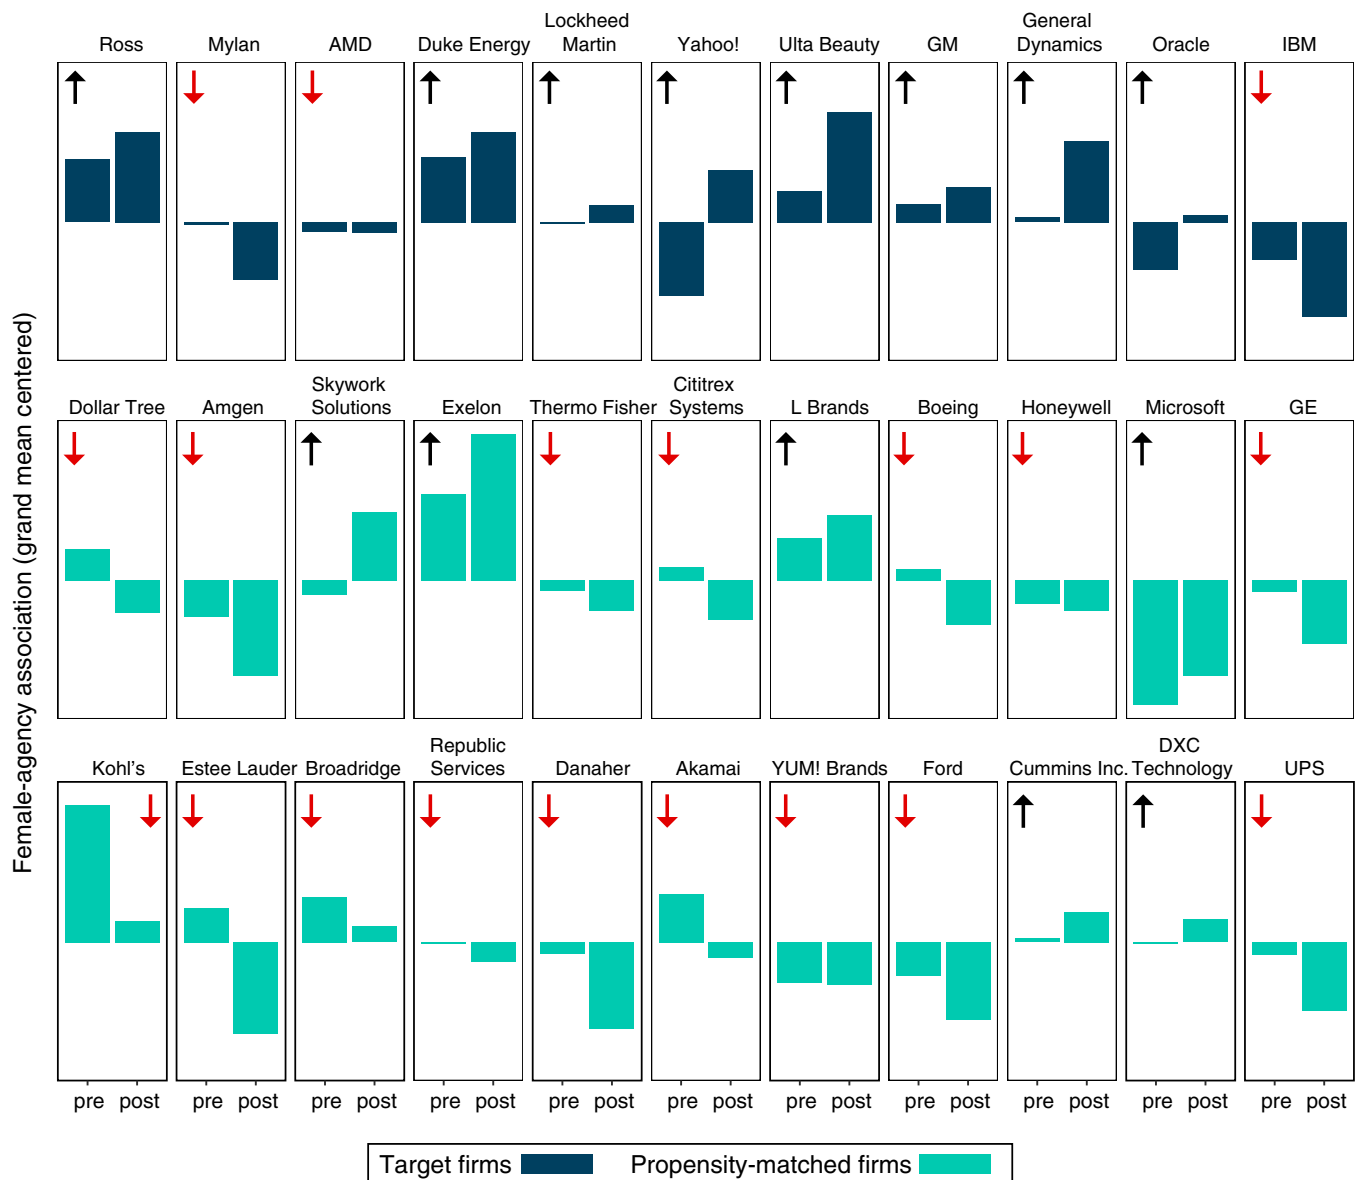 Female-agency association (grand mean centered)
Ross
Mylan
AMD
Duke Energy
Lockheed
Martin
Yahoo!
Ulta Beauty
GM
General
Dynamics
Oracle
IBM
Dollar Tree
Amgen
Skywork
Solutions
Exelon
Thermo Fisher
Cititrex
Systems
L Brands
Boeing
Honeywell
Microsoft
GE
Kohl's
Estee Lauder
Broadridge
Republic
Services
Danaher
Akamai
YUM! Brands
Ford
Cummins Inc.
DXC
Technology
UPS
pre post pre post pre post pre post pre post pre post pre post pre post pre post pre post pre post
Target firms Propensity-matched firms